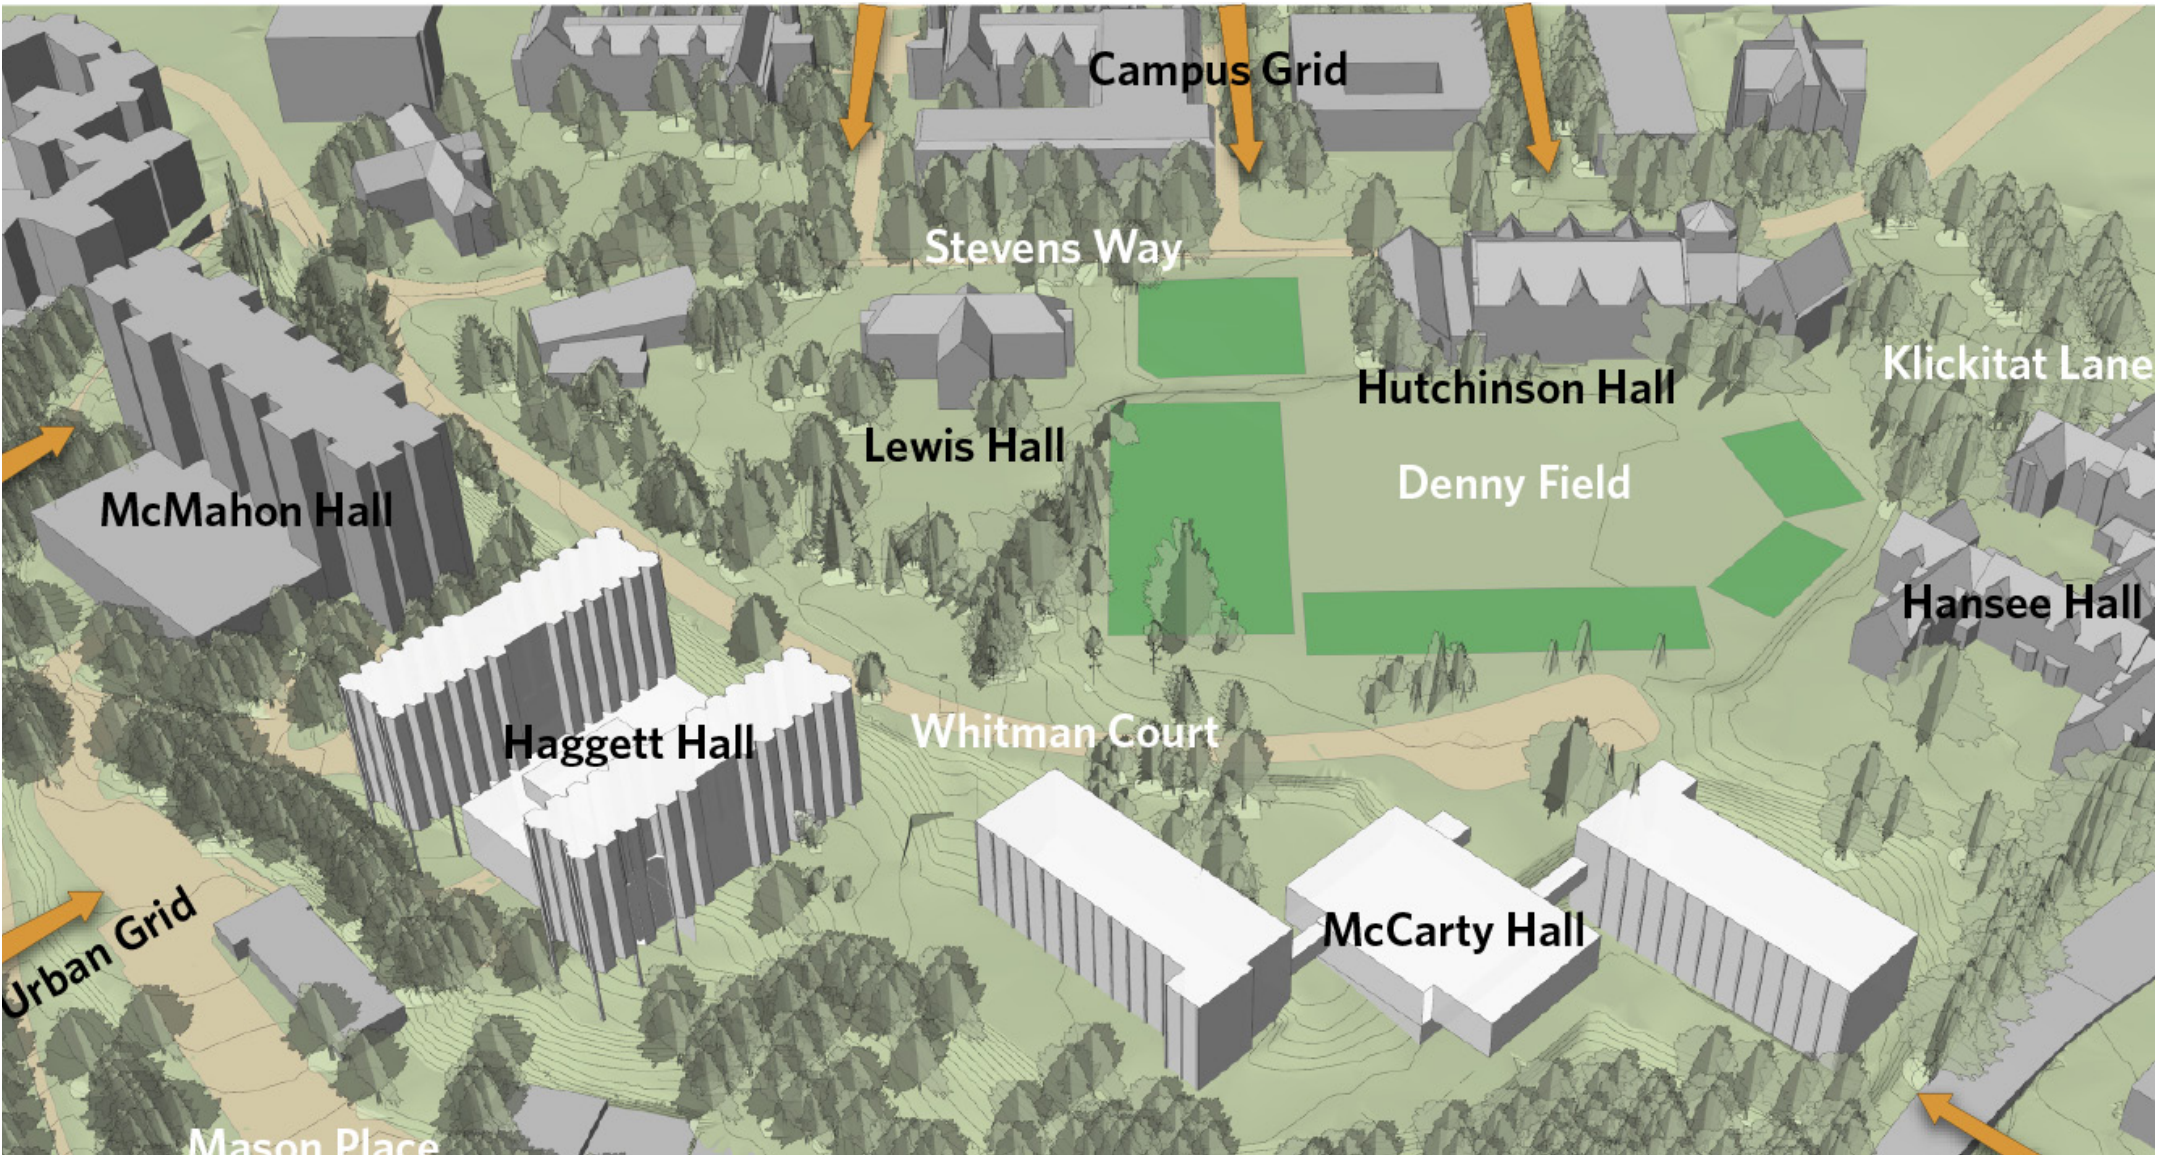 Campus Grid
Stevens Way
Klickitat Lane
Hutchinson Hall
Lewis Hall
Denny Field
McMahon Hall
Hansee Hall
Whitman Court
Haggett Hall
McCarty Hall
Urban Grid
Mason Place